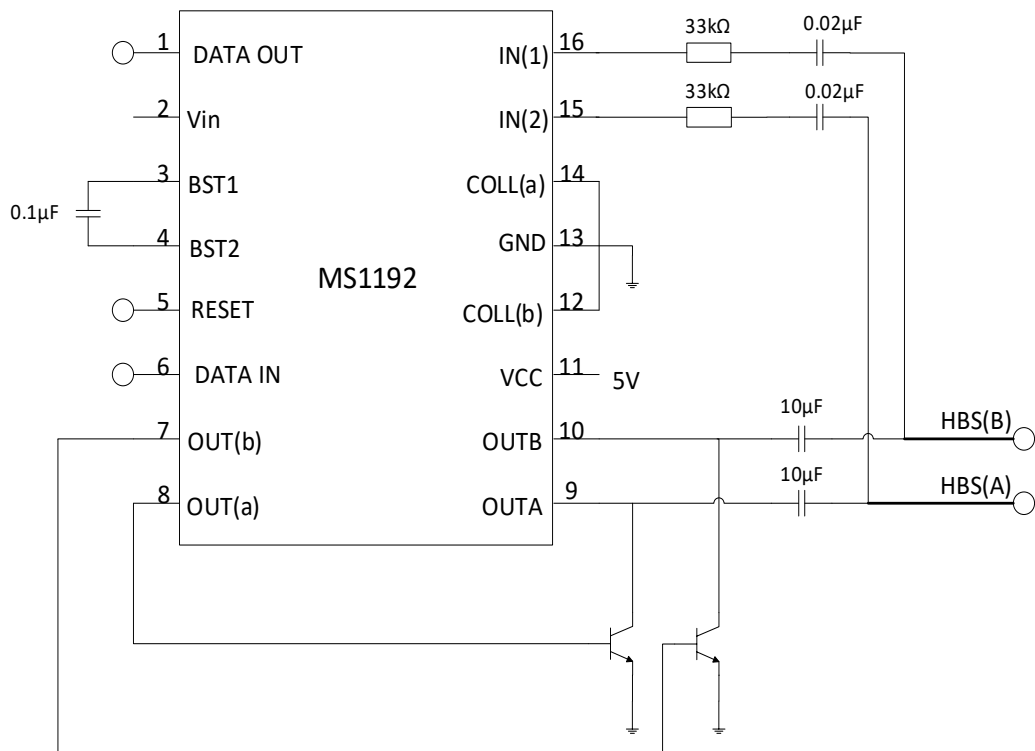 1 DATA OUT
2 Vin
3 BST1
0.1μF
4 BST2
5 RESET
6 DATA IN
7 OUT(b)
8 OUT(a)
MS1192
IN(1) 16 33kΩ 0.02μF
IN(2) 15 33kΩ 0.02μF
COLL(a) 14
GND 13
COLL(b) 12
VCC 11 5V
OUTB 10 10μF HBS(B)
OUTA 9 10μF HBS(A)